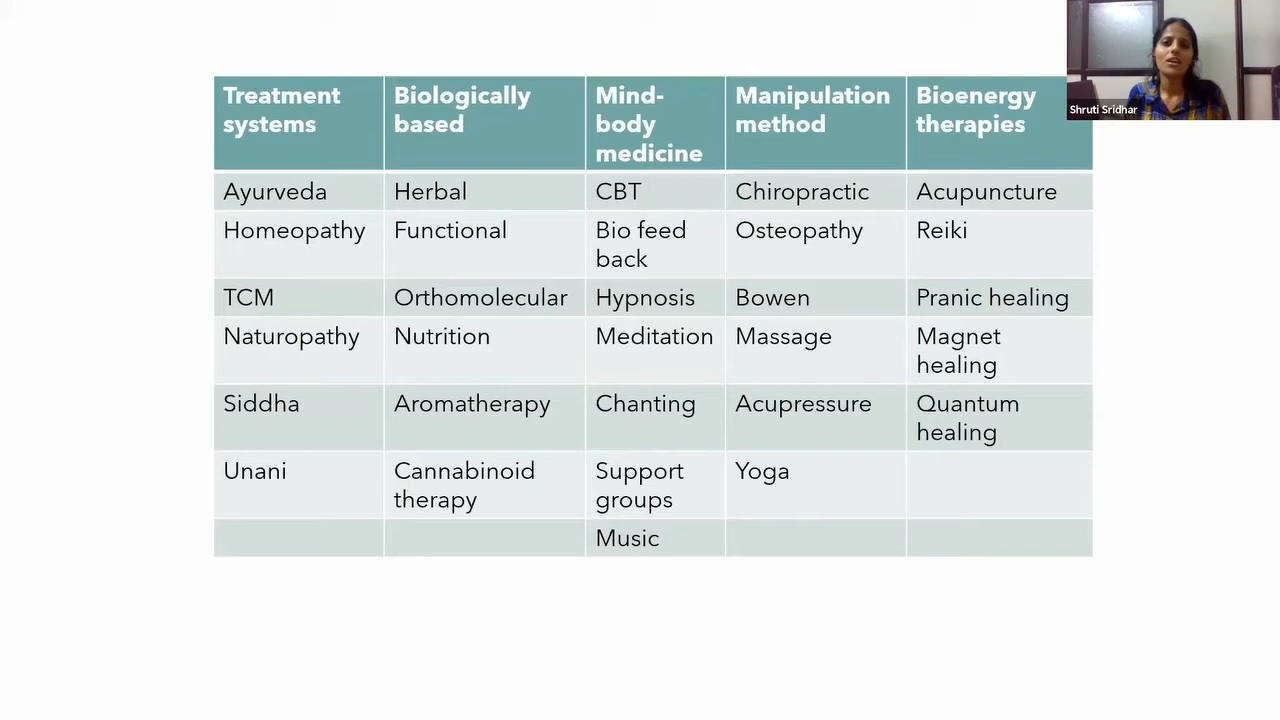 Treatment systems
Biologically based
Mind-body medicine
Manipulation method
Bioenergy therapies
Ayurveda
Herbal
CBT
Chiropractic
Acupuncture
Homeopathy
Functional
Bio feed back
Osteopathy
Reiki
TCM
Orthomolecular
Hypnosis
Bowen
Pranic healing
Naturopathy
Nutrition
Meditation
Massage
Magnet healing
Siddha
Aromatherapy
Chanting
Acupressure
Quantum healing
Unani
Cannabinoid therapy
Support groups
Yoga
Music
Shruti Sridhar